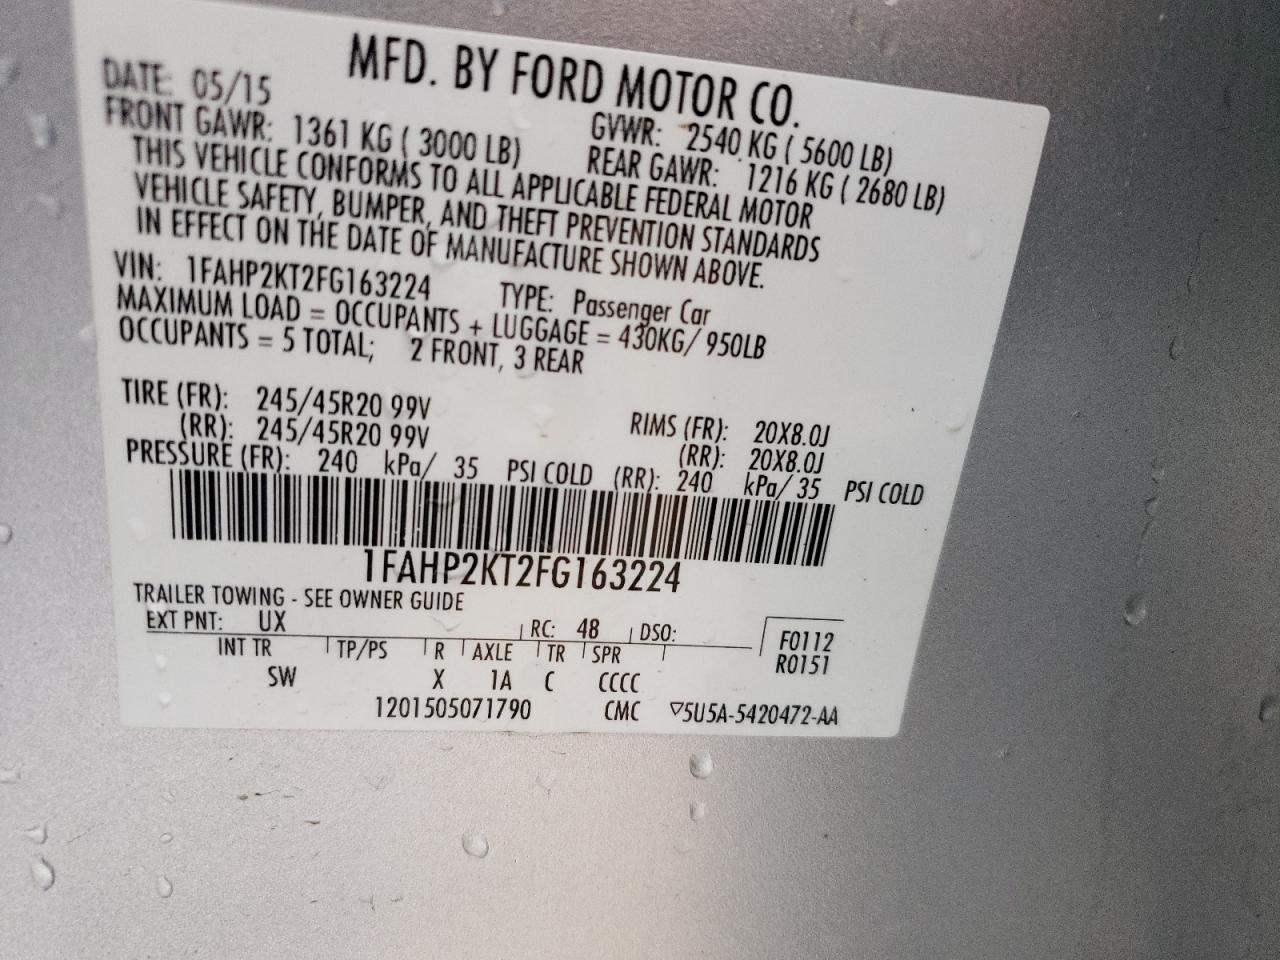 MFD. BY FORD MOTOR CO.
DATE: 05/15 GVWR: 2540 KG ( 5600 LB)
FRONT GAWR: 1361 KG ( 3000 LB) REAR GAWR: 1216 KG ( 2680 LB)
THIS VEHICLE CONFORMS TO ALL APPLICABLE FEDERAL MOTOR
VEHICLE SAFETY, BUMPER, AND THEFT PREVENTION STANDARDS
IN EFFECT ON THE DATE OF MANUFACTURE SHOWN ABOVE.
VIN: 1FAHP2KT2FG163224 TYPE: Passenger Car
MAXIMUM LOAD = OCCUPANTS + LUGGAGE = 430KG/ 950LB
OCCUPANTS = 5 TOTAL; 2 FRONT, 3 REAR
TIRE (FR): 245/45R20 99V RIMS (FR): 20X8.0J
(RR): 245/45R20 99V (RR): 20X8.0J
PRESSURE (FR): 240 kPa/ 35 PSI COLD (RR): 240 kPa/ 35 PSI COLD
1FAHP2KT2FG163224
TRAILER TOWING - SEE OWNER GUIDE
EXT PNT: UX RC: 48 DSO: F0112
INT TR TP/PS R AXLE TR SPR R0151
SW X 1A C CCCC
1201505071790 CMC ▽5U5A-5420472-AA